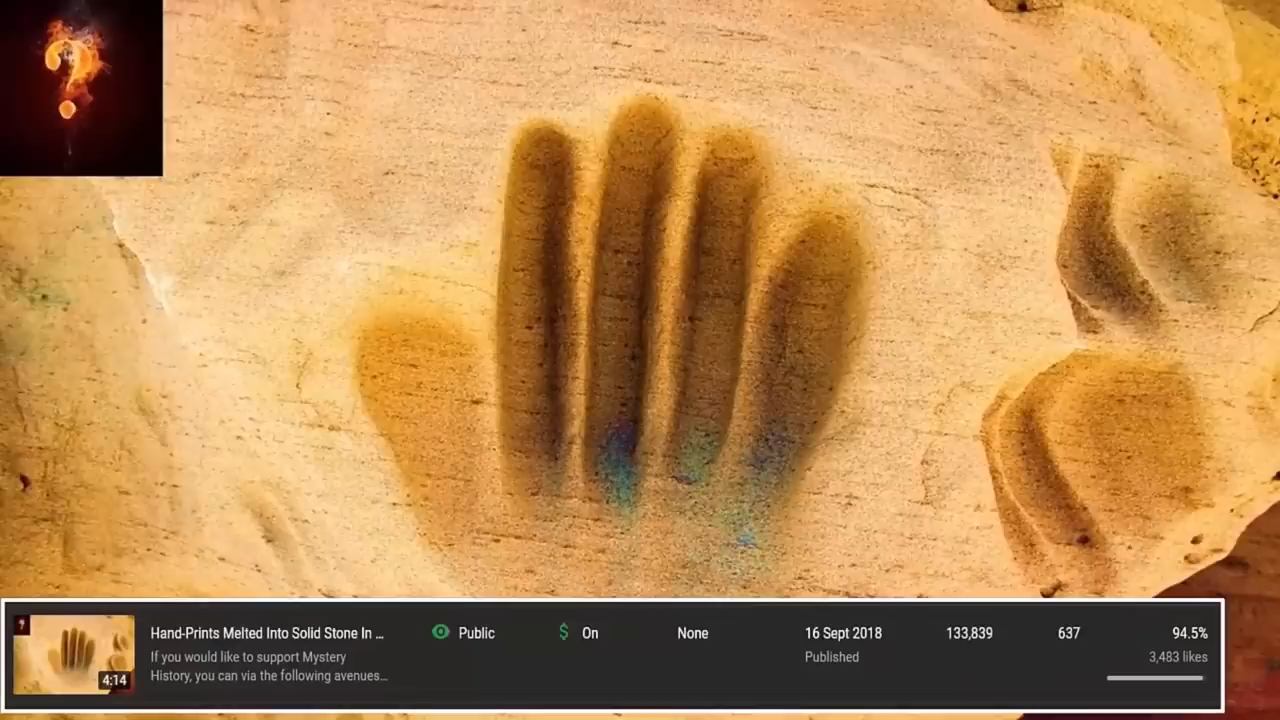 ?
Hand-Prints Melted Into Solid Stone In ...
Public
$ On
None
16 Sept 2018
133,839
637
94.5%
If you would like to support Mystery
Published
3,483 likes
History, you can via the following avenues...
4:14